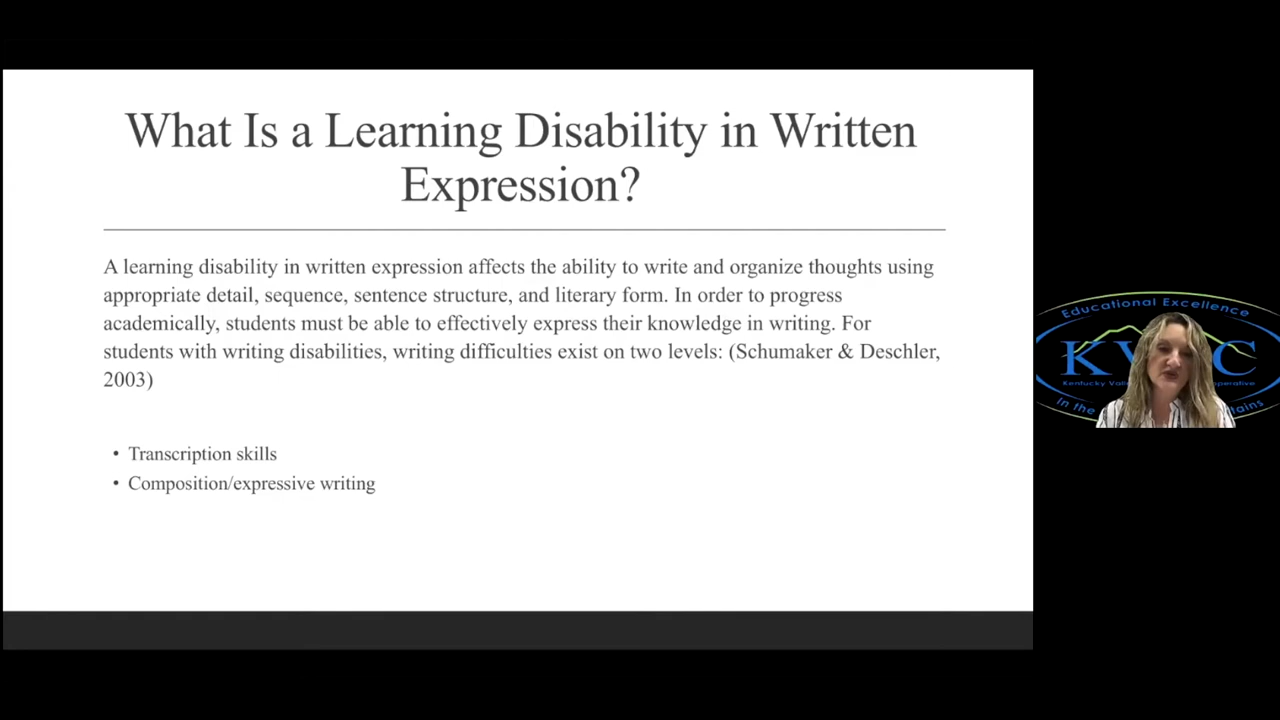 What Is a Learning Disability in Written
Expression?
A learning disability in written expression affects the ability to write and organize thoughts using
appropriate detail, sequence, sentence structure, and literary form. In order to progress
academically, students must be able to effectively express their knowledge in writing. For
students with writing disabilities, writing difficulties exist on two levels: (Schumaker & Deschler,
2003)
• Transcription skills
• Composition/expressive writing
Educational Excellence
K C
Kentucky
in the